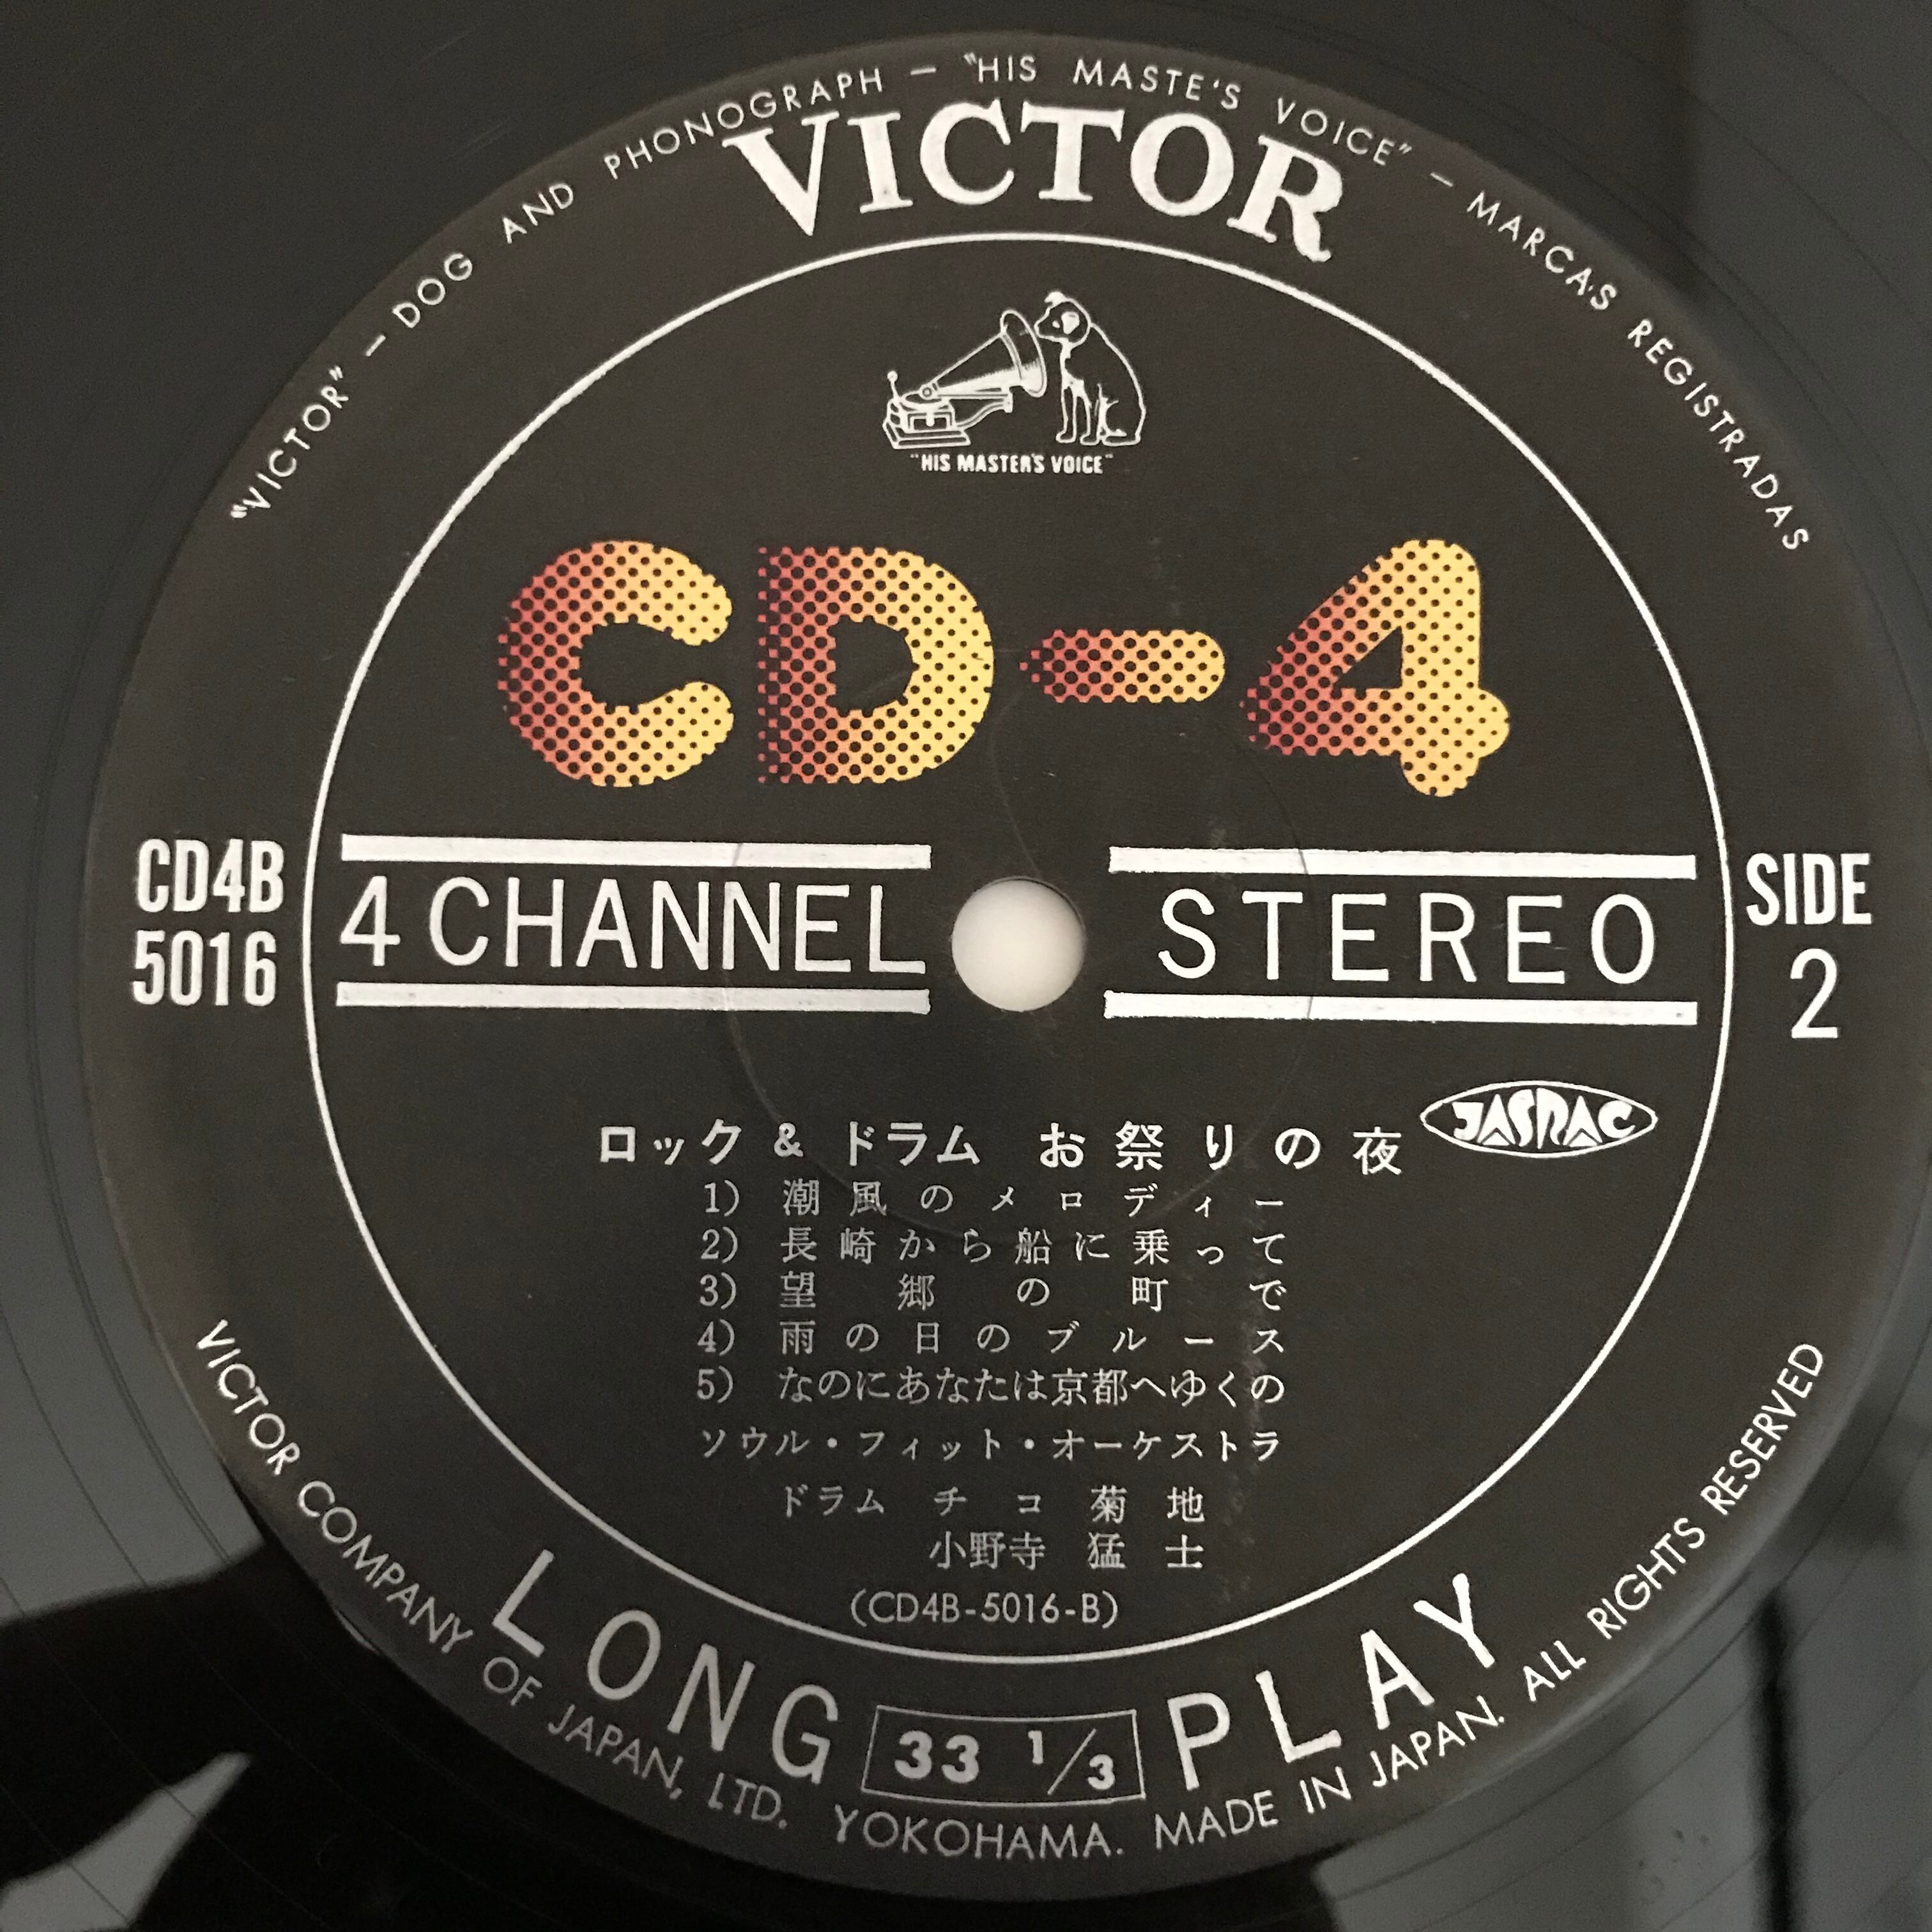 "VICTOR" – DOG AND PHONOGRAPH – "HIS MASTE'S VOICE" – MARCAS REGISTRADAS
VICTOR
"HIS MASTER'S VOICE"
CD-4
CD4B
5016
4 CHANNEL STEREO
SIDE
2
JASRAC
ロック & ドラム お祭りの夜
1) 潮風のメロディー
2) 長崎から船に乗って
3) 望郷の町で
4) 雨の日のブルース
5) なのにあなたは京都へゆくの
ソウル・フィット・オーケストラ
ドラム チコ菊地
小野寺 猛士
(CD4B-5016-B)
LONG 33 1/3 PLAY
VICTOR COMPANY OF JAPAN, LTD. YOKOHAMA. MADE IN JAPAN. ALL RIGHTS RESERVED